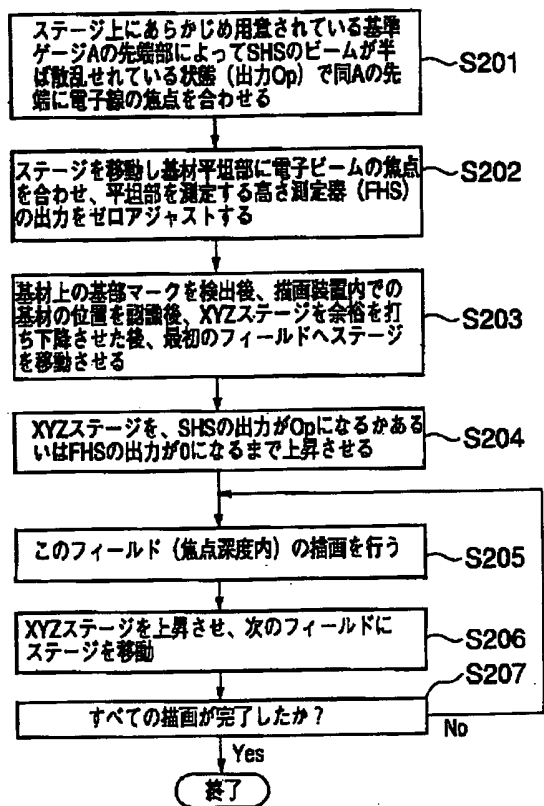 ステージ上にあらかじめ用意されている基準
ゲージAの先端部によってSHSのビームが半
ば散乱せれている状態（出力Op）で同Aの先
端に電子線の焦点を合わせる
S201
ステージを移動し基材平坦部に電子ビームの焦点
を合わせ、平坦部を測定する高さ測定器（FHS）
の出力をゼロアジャストする
S202
基材上の基部マークを検出後、描画装置内での
基材の位置を認識後、XYZステージを余裕を打
ち下降させた後、最初のフィールドへステージ
を移動させる
S203
XYZステージを、SHSの出力がOpになるかある
いはFHSの出力が0になるまで上昇させる
S204
このフィールド（焦点深度内）の描画を行う
S205
XYZステージを上昇させ、次のフィールドに
ステージを移動
S206
S207
すべての描画が完了したか？
No
Yes
終了